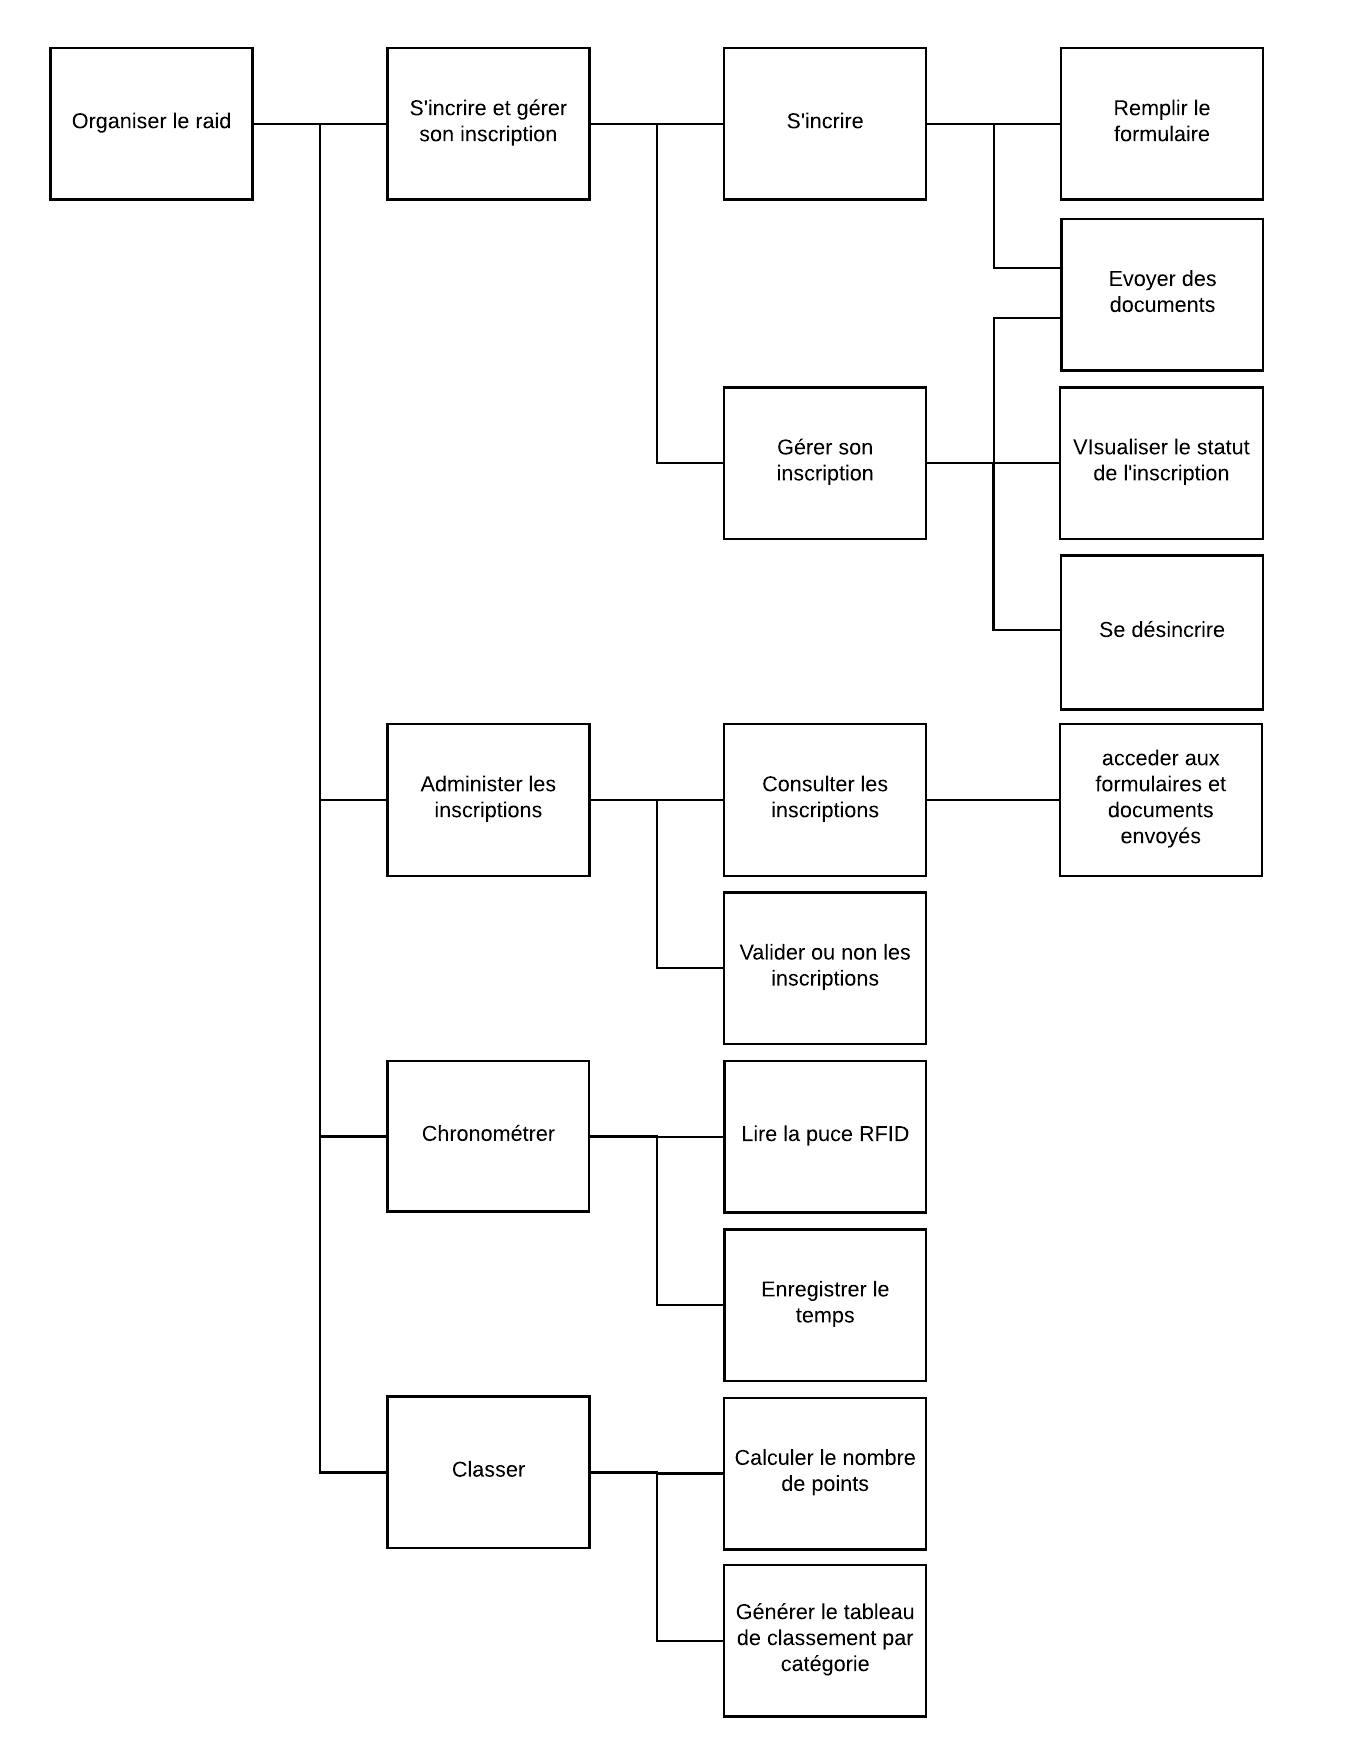 Organiser le raid
S'incrire et gérer
son inscription
S'incrire
Remplir le
formulaire
Evoyer des
documents
Gérer son
inscription
VIsualiser le statut
de l'inscription
Se désincrire
Administer les
inscriptions
Consulter les
inscriptions
acceder aux
formulaires et
documents
envoyés
Valider ou non les
inscriptions
Chronométrer
Lire la puce RFID
Enregistrer le
temps
Classer
Calculer le nombre
de points
Générer le tableau
de classement par
catégorie